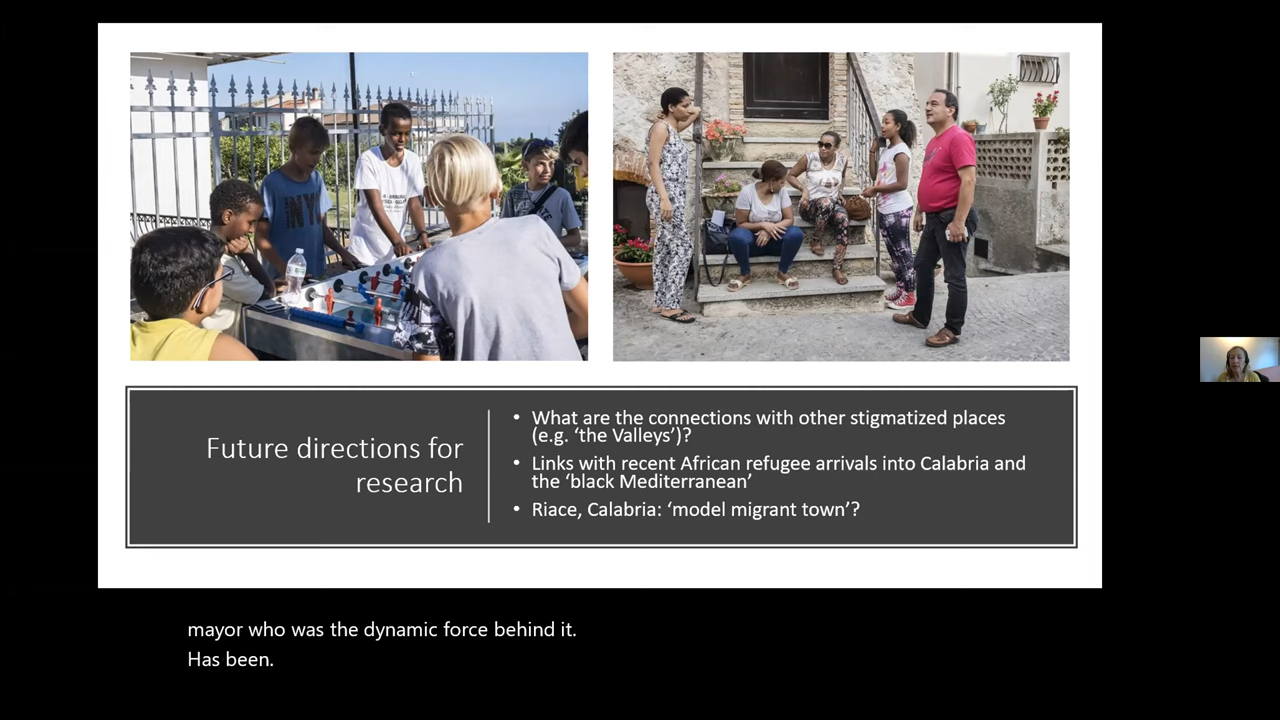 NY
Future directions for
research
• What are the connections with other stigmatized places
(e.g. ‘the Valleys’)?
• Links with recent African refugee arrivals into Calabria and
the ‘black Mediterranean’
• Riace, Calabria: ‘model migrant town’?
mayor who was the dynamic force behind it.
Has been.